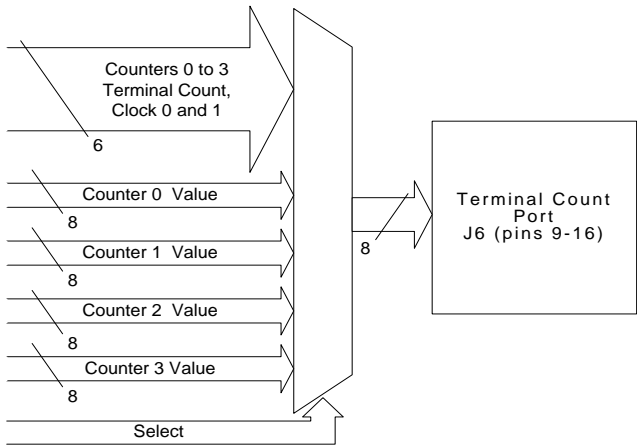 Counters 0 to 3
Terminal Count,
Clock 0 and 1
6
Counter 0 Value
8
Counter 1 Value
8
Counter 2 Value
8
Counter 3 Value
8
Select
8
Terminal Count
Port
J6 (pins 9-16)